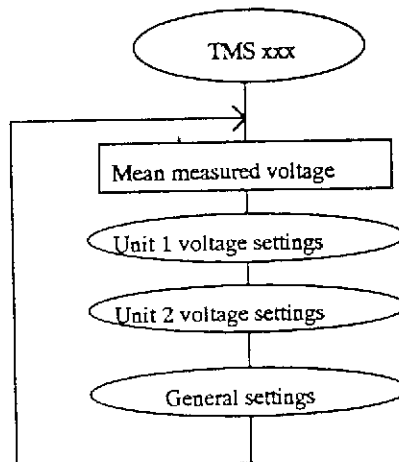 TMS xxx
Mean measured voltage
Unit 1 voltage settings
Unit 2 voltage settings
General settings